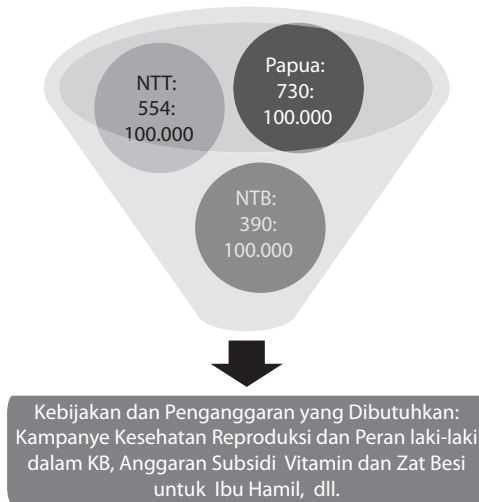 NTT:
554:
100.000
Papua:
730:
100.000
NTB:
390:
100.000
Kebijakan dan Penganggaran yang Dibutuhkan:
Kampanye Kesehatan Reproduksi dan Peran laki-laki
dalam KB, Anggaran Subsidi Vitamin dan Zat Besi
untuk Ibu Hamil, dll.